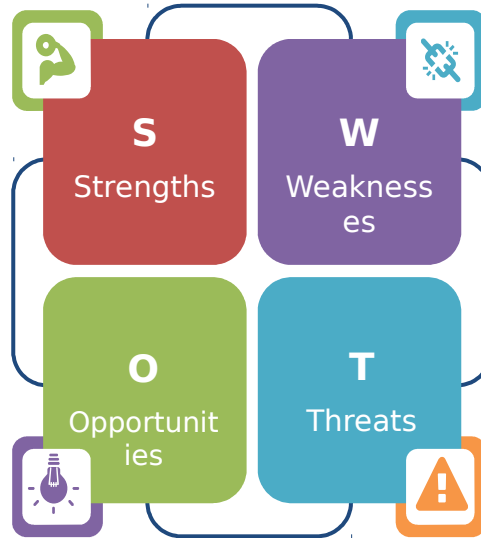 S
Strengths
W
Weakness
es
O
Opportunit
ies
T
Threats